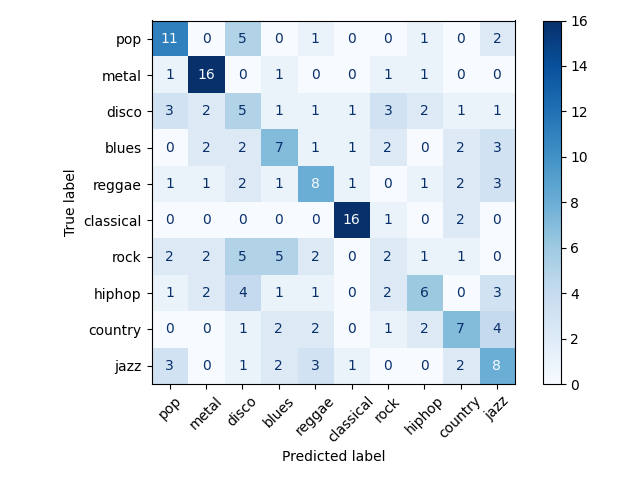 pop 11 0 5 0 1 0 0 1 0 2
metal 1 16 0 1 0 0 1 1 0 0
disco 3 2 5 1 1 1 3 2 1 1
blues 0 2 2 7 1 1 2 0 2 3
reggae 1 1 2 1 8 1 0 1 2 3
classical 0 0 0 0 0 16 1 0 2 0
rock 2 2 5 5 2 0 2 1 1 0
hiphop 1 2 4 1 1 0 2 6 0 3
country 0 0 1 2 2 0 1 2 7 4
jazz 3 0 1 2 3 1 0 0 2 8
True label
pop metal disco blues reggae classical rock hiphop country jazz
Predicted label
16
14
12
10
8
6
4
2
0